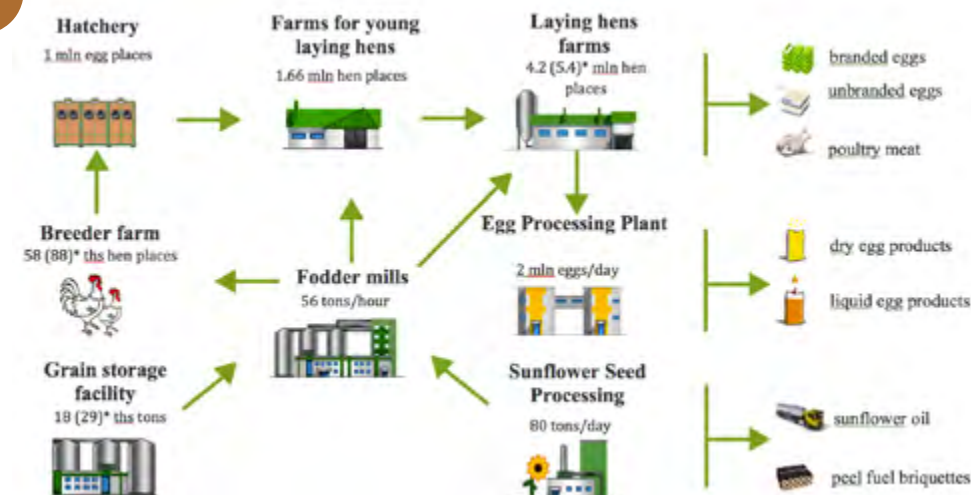 Hatchery
1 mln egg places
Farms for young
laying hens
1.66 mln hen places
Laying hens
farms
4.2 (5.4)* mln hen
places
branded eggs
unbranded eggs
poultry meat
Breeder farm
58 (88)* ths hen places
Fodder mills
56 tons/hour
Egg Processing Plant
2 mln eggs/day
dry egg products
liquid egg products
Grain storage
facility
18 (29)* ths tons
Sunflower Seed
Processing
80 tons/day
sunflower oil
peel fuel briquettes